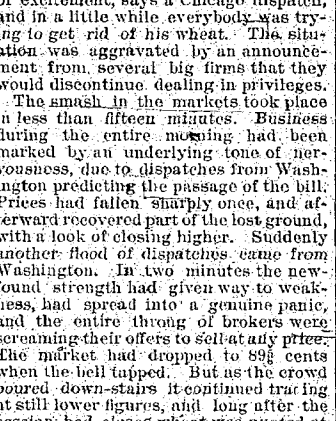 of excitement, says a Chicago dispatch,
and in a little while everybody was try-
ng to get rid of his wheat. The situ-
ation was aggravated by an announce-
ment from several big firms that they
would discontinue dealing in privileges.
The smash in the markets took place
n less than fifteen minutes. Business
during the entire morning had been
marked by an underlying tone of ner-
vousness, due to dispatches from Wash-
ington predicting the passage of the bill.
Prices had fallen sharply once, and af-
erward recovered part of the lost ground,
with a look of closing higher. Suddenly
another flood of dispatches came from
Washington. In two minutes the new-
ound strength had given way to weak-
ness, had spread into a genuine panic,
and the entire throng of brokers were
screaming their offers to sell at any price.
The market had dropped to 89⅜ cents
when the bell tapped. But as the crowd
poured down-stairs it continued trading
at still lower figures, and long after the